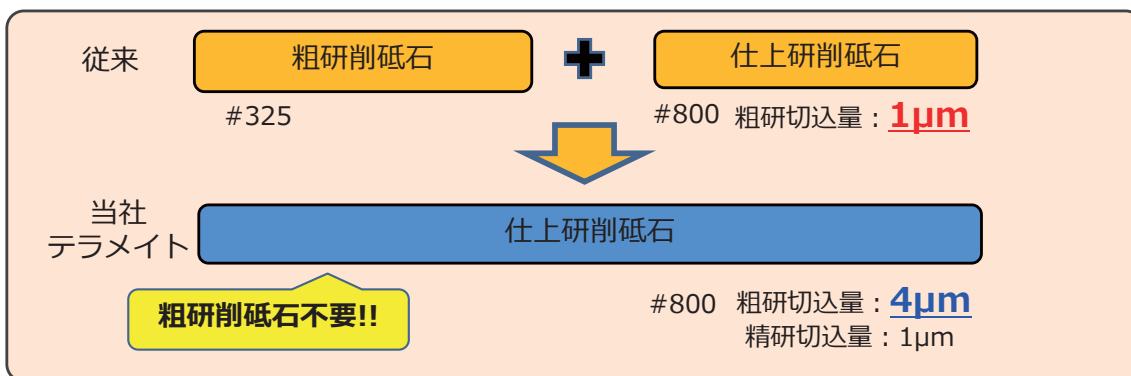 従来
粗研削砥石
仕上研削砥石
#325
#800 粗研切込量：1μm
当社
テラメイト
仕上研削砥石
粗研削砥石不要!!
#800 粗研切込量：4μm
精研切込量：1μm